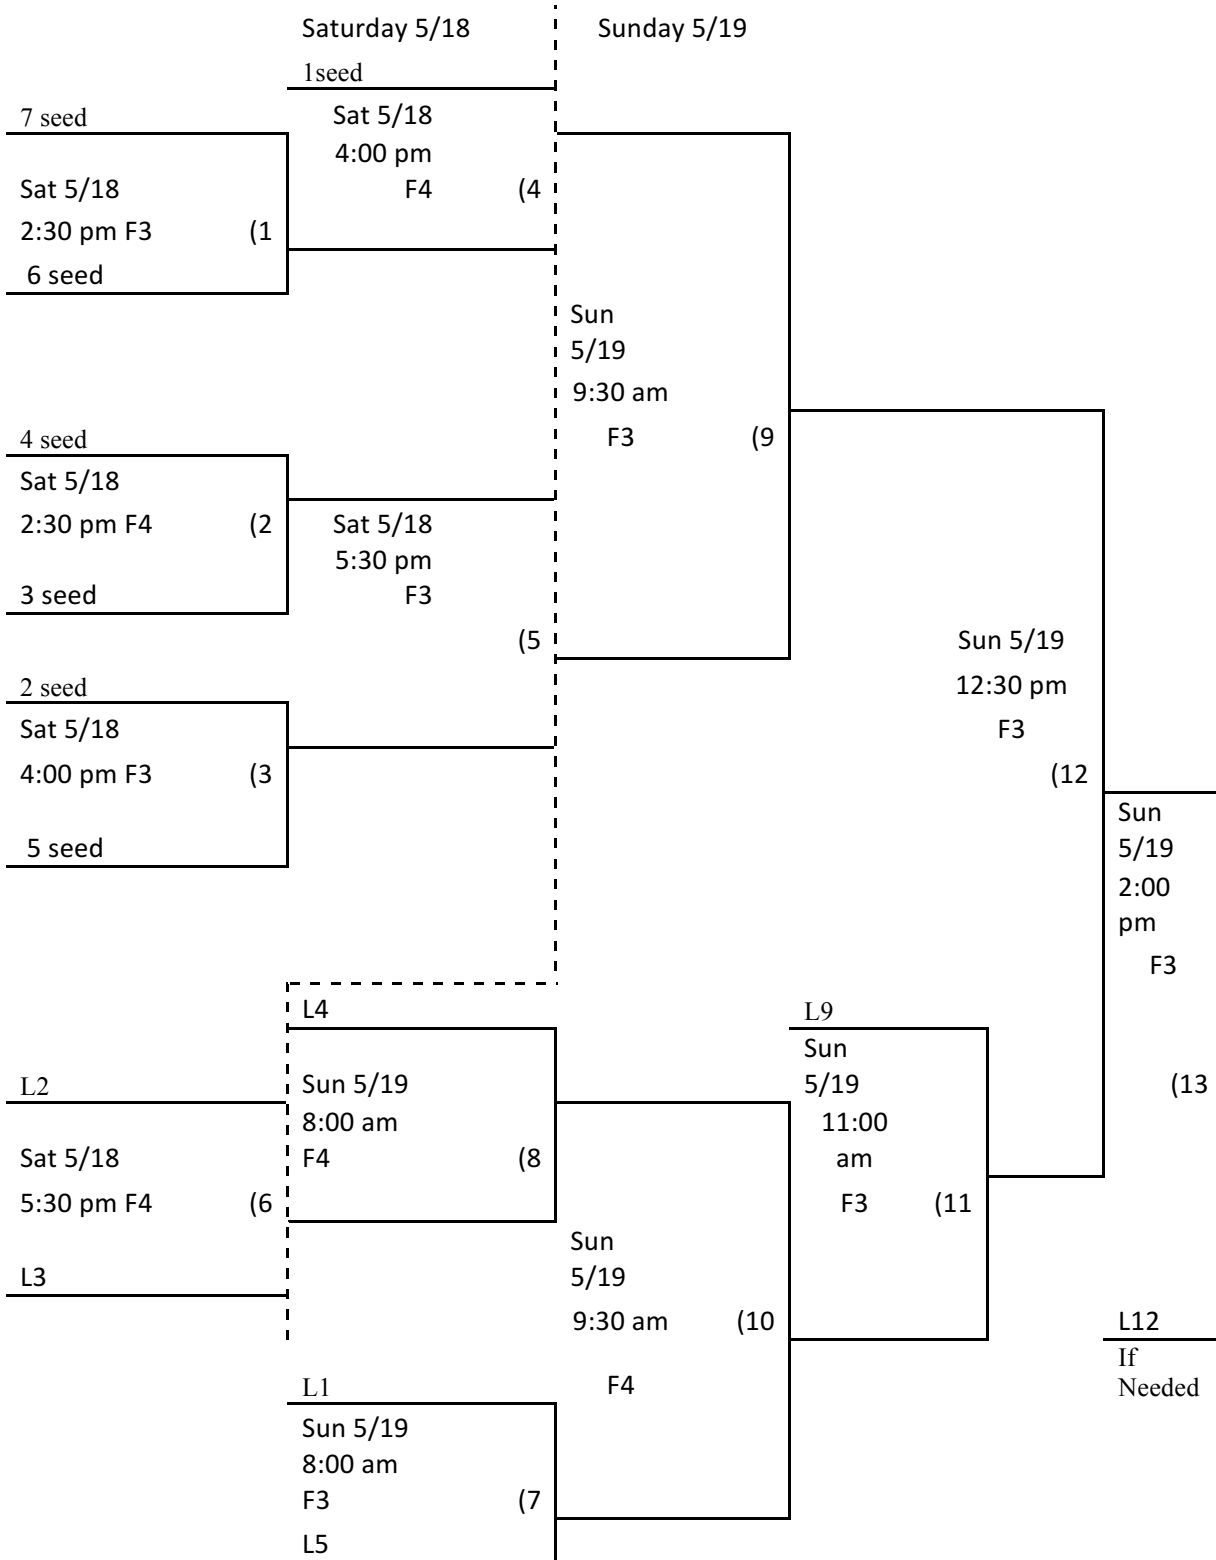 Saturday 5/18
Sunday 5/19
1seed
7 seed
Sat 5/18
4:00 pm
F4 (4
Sat 5/18
2:30 pm F3 (1
6 seed
Sun
5/19
9:30 am
F3 (9
4 seed
Sat 5/18
2:30 pm F4 (2
3 seed
Sat 5/18
5:30 pm
F3
(5
2 seed
Sat 5/18
4:00 pm F3 (3
5 seed
Sun 5/19
12:30 pm
F3
(12
Sun
5/19
2:00
pm
F3
(13
L4
Sun 5/19
8:00 am
F4 (8
L2
Sat 5/18
5:30 pm F4 (6
L3
L9
Sun
5/19
11:00
am
F3 (11
Sun
5/19
9:30 am (10
F4
L12
If
Needed
L1
Sun 5/19
8:00 am
F3 (7
L5